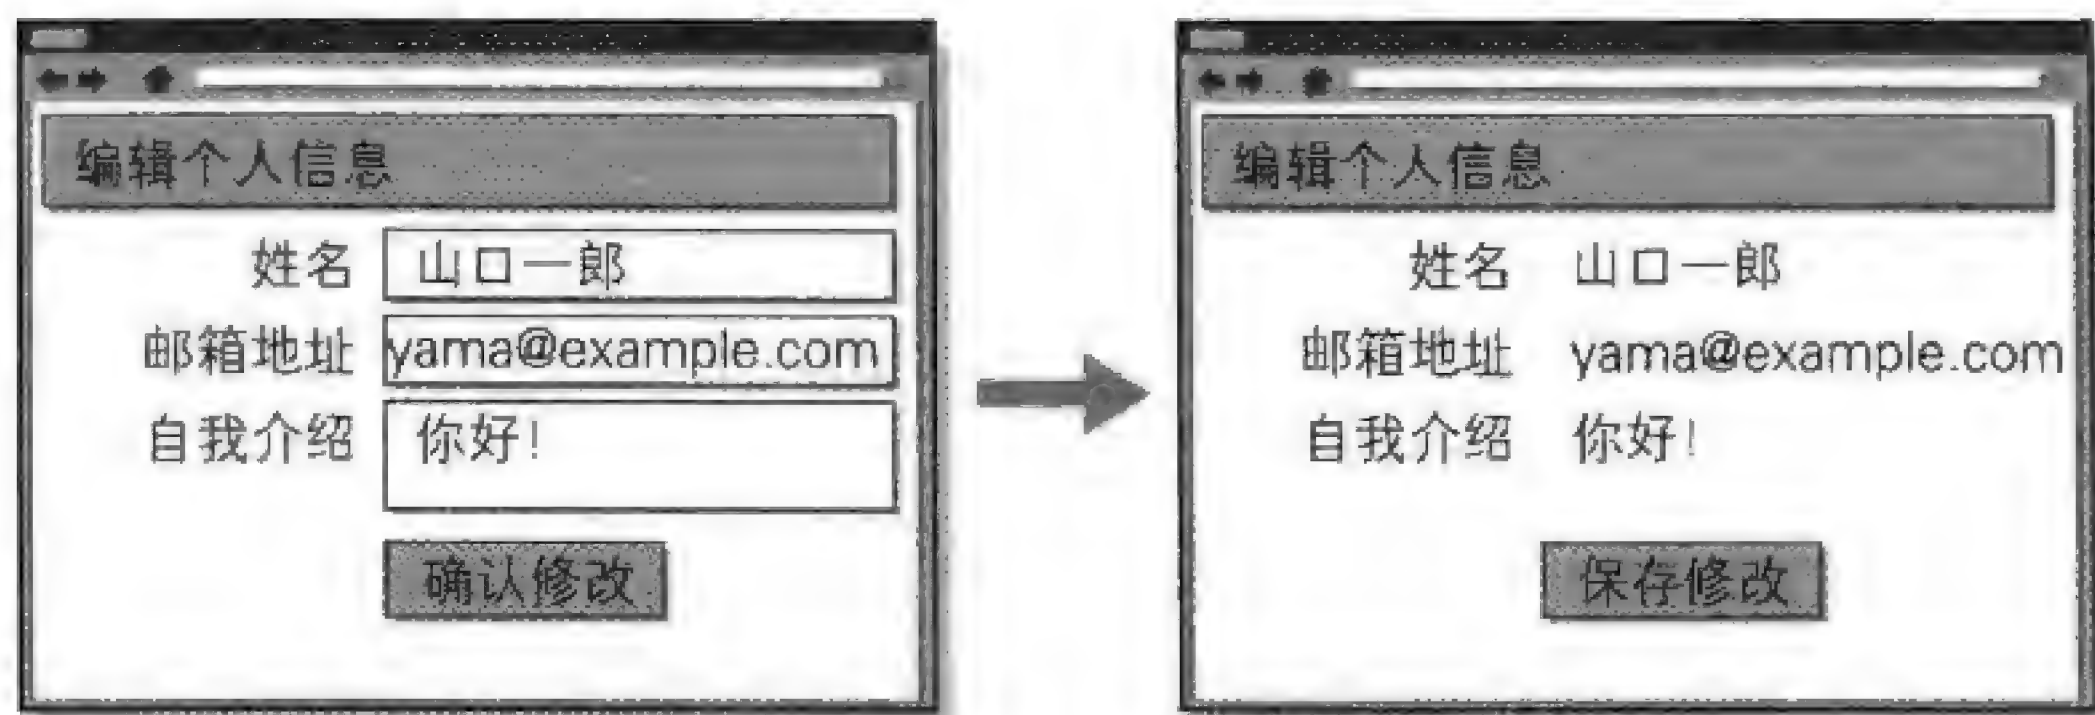 编辑个人信息
姓名 山口一郎
邮箱地址 yama@example.com
自我介绍 你好!
确认修改
编辑个人信息
姓名 山口一郎
邮箱地址 yama@example.com
自我介绍 你好!
保存修改